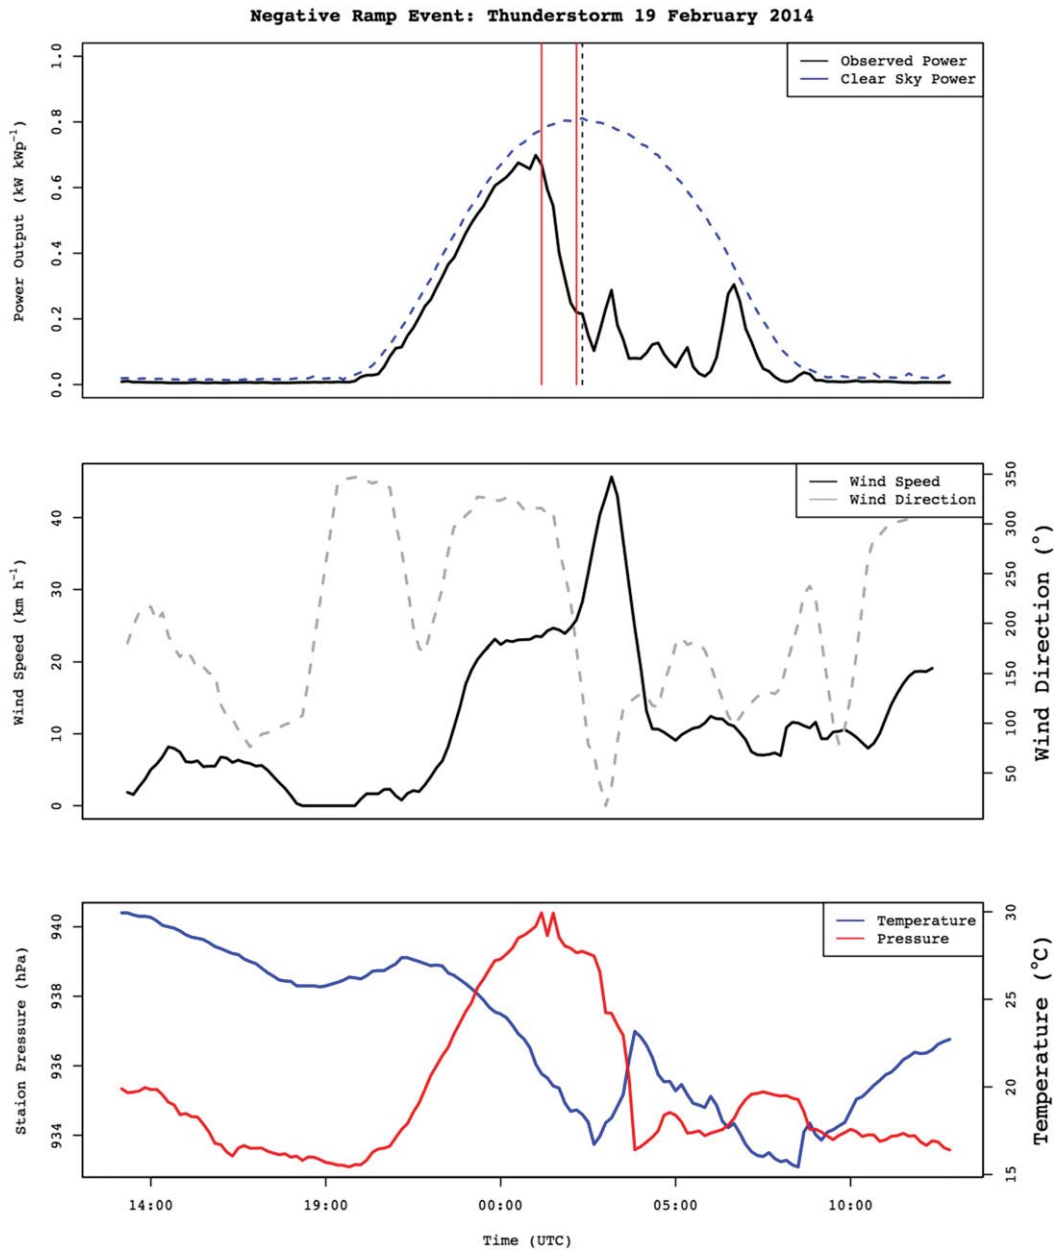 Negative Ramp Event: Thunderstorm 19 February 2014
Power Output (kW kWp⁻¹)
1.0
0.8
0.6
0.4
0.2
0.0
Observed Power
Clear Sky Power
Wind Speed (km h⁻¹)
40
30
20
10
0
Wind Speed
Wind Direction
350
300
250
200
150
100
50
Wind Direction (°)
Staion Pressure (hPa)
940
938
936
934
Temperature
Pressure
30
25
20
15
Temperature (°C)
14:00 19:00 00:00 05:00 10:00
Time (UTC)